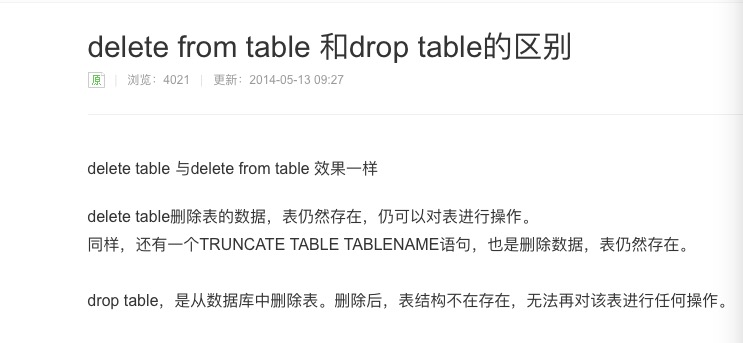 delete from table 和drop table的区别
原 | 浏览：4021 | 更新：2014-05-13 09:27
delete table 与delete from table 效果一样
delete table删除表的数据，表仍然存在，仍可以对表进行操作。
同样，还有一个TRUNCATE TABLE TABLENAME语句，也是删除数据，表仍然存在。
drop table，是从数据库中删除表。删除后，表结构不在存在，无法再对该表进行任何操作。